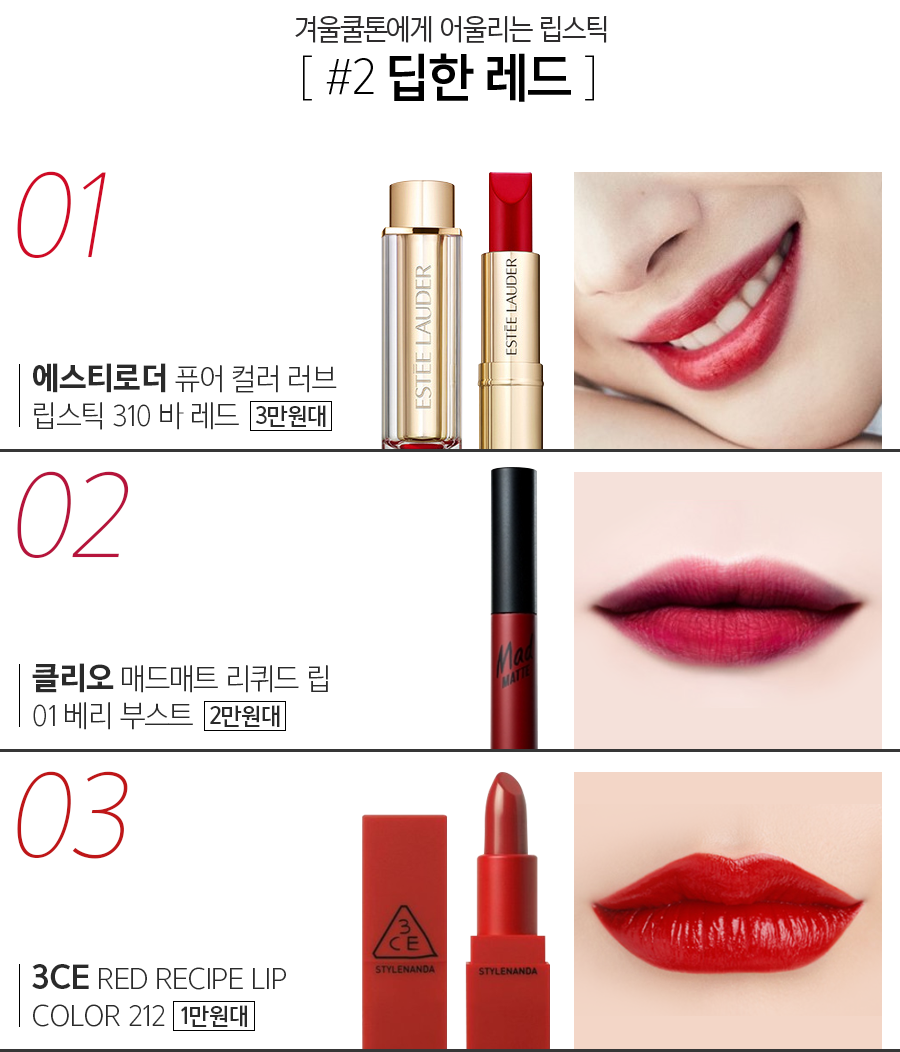 겨울쿨톤에게 어울리는 립스틱
[ #2 딥한 레드 ]
01
ESTEE LAUDER
ESTEE LAUDER
에스티로더 퓨어 컬러 러브
립스틱 310 바 레드 3만원대
02
Mad
MATTE
클리오 매드매트 리퀴드 립
01 베리 부스트 2만원대
03
3
CE
STYLENANDA
STYLENANDA
3CE RED RECIPE LIP
COLOR 212 1만원대